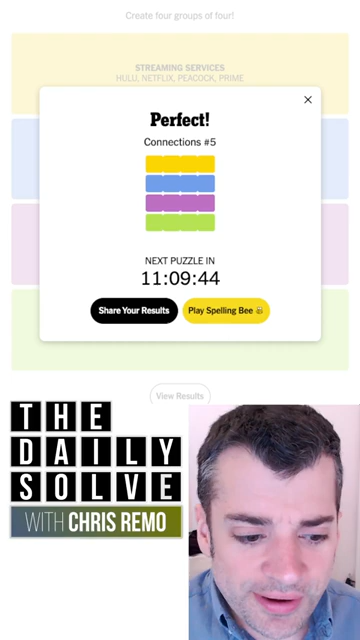 Create four groups of four!
STREAMING SERVICES
HULU, NETFLIX, PEACOCK, PRIME
Perfect!
Connections #5
NEXT PUZZLE IN
11:09:44
Share Your Results
Play Spelling Bee
View Results
THE
DAILY
SOLVE
WITH CHRIS REMO